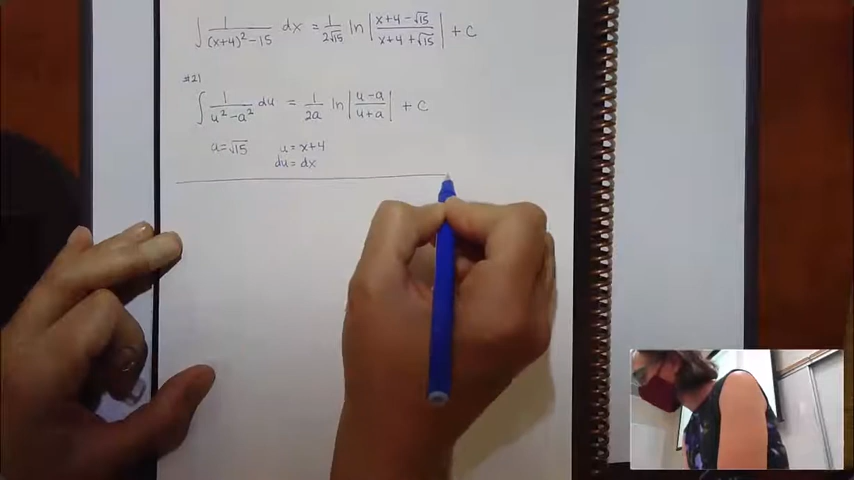 ∫ 1/((x+4)²-15) dx = 1/(2√15) ln |(x+4-√15)/(x+4+√15)| + C
#21
∫ 1/(u²-a²) du = 1/(2a) ln |(u-a)/(u+a)| + C
a=√15 u=x+4
du=dx